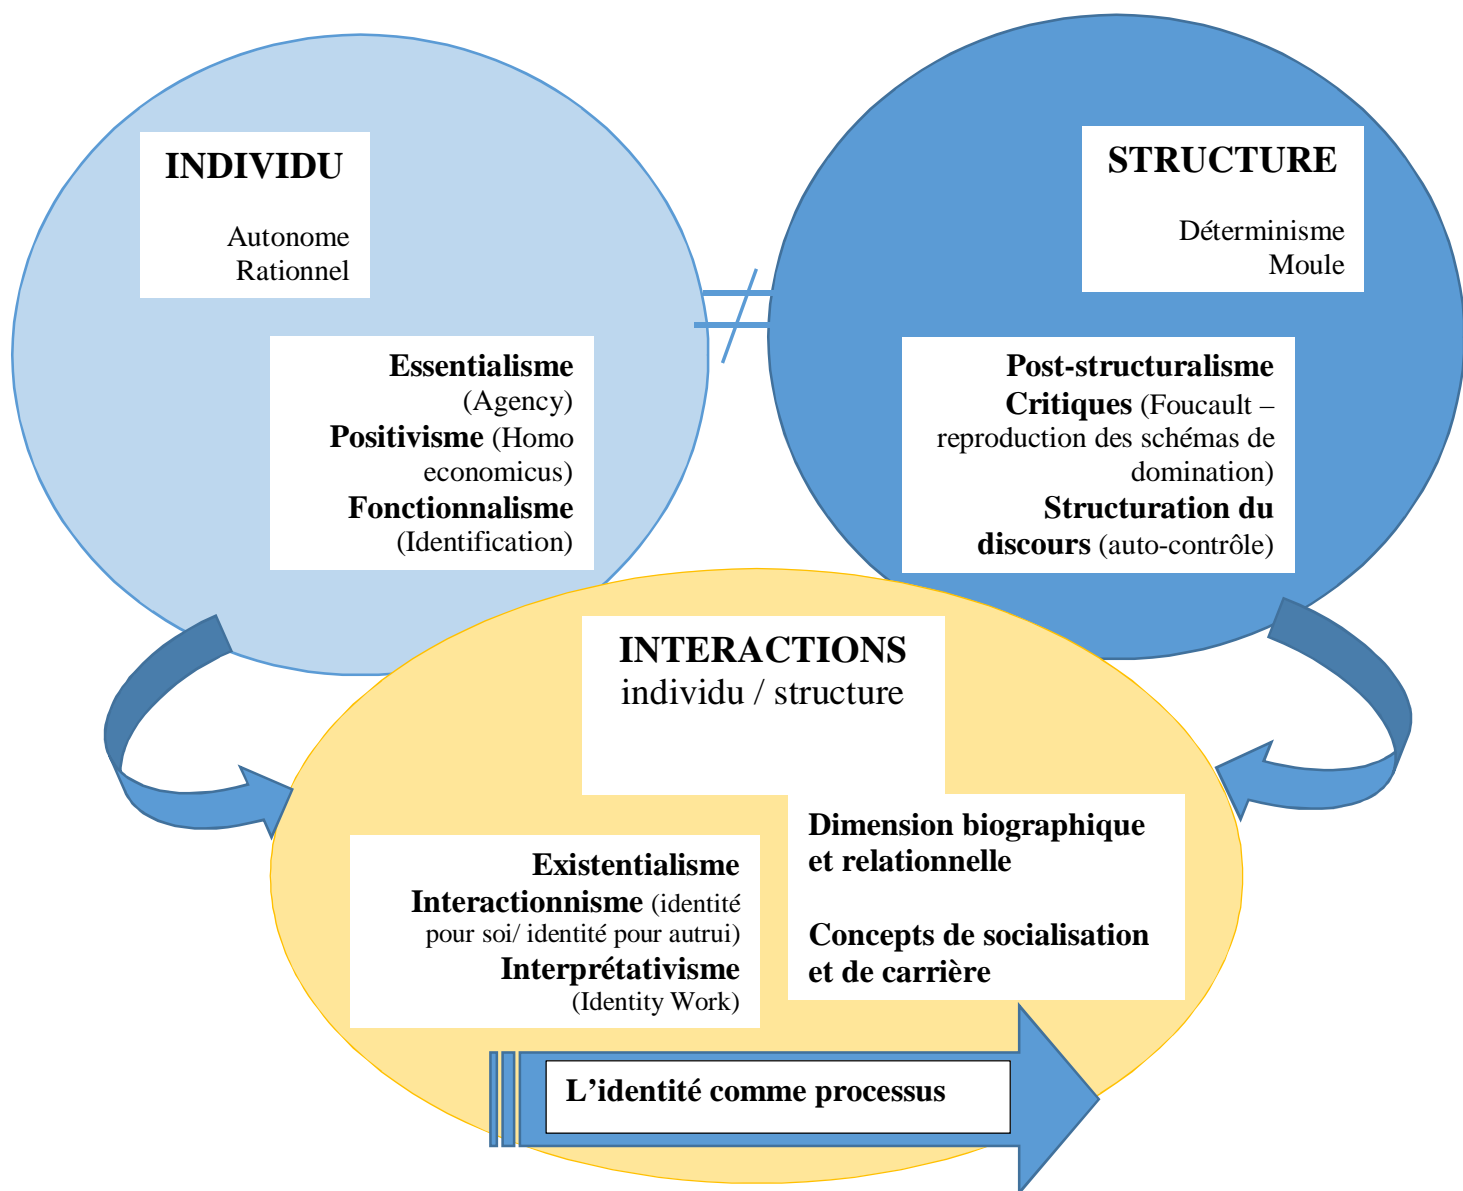 INDIVIDU
Autonome
Rationnel
Essentialisme
(Agency)
Positivisme (Homo
economicus)
Fonctionnalisme
(Identification)
STRUCTURE
Déterminisme
Moule
Post-structuralisme
Critiques (Foucault –
reproduction des schémas de
domination)
Structuration du
discours (auto-contrôle)
INTERACTIONS
individu / structure
Existentialisme
Interactionnisme (identité
pour soi/ identité pour autrui)
Interprétativisme
(Identity Work)
Dimension biographique
et relationnelle
Concepts de socialisation
et de carrière
L’identité comme processus